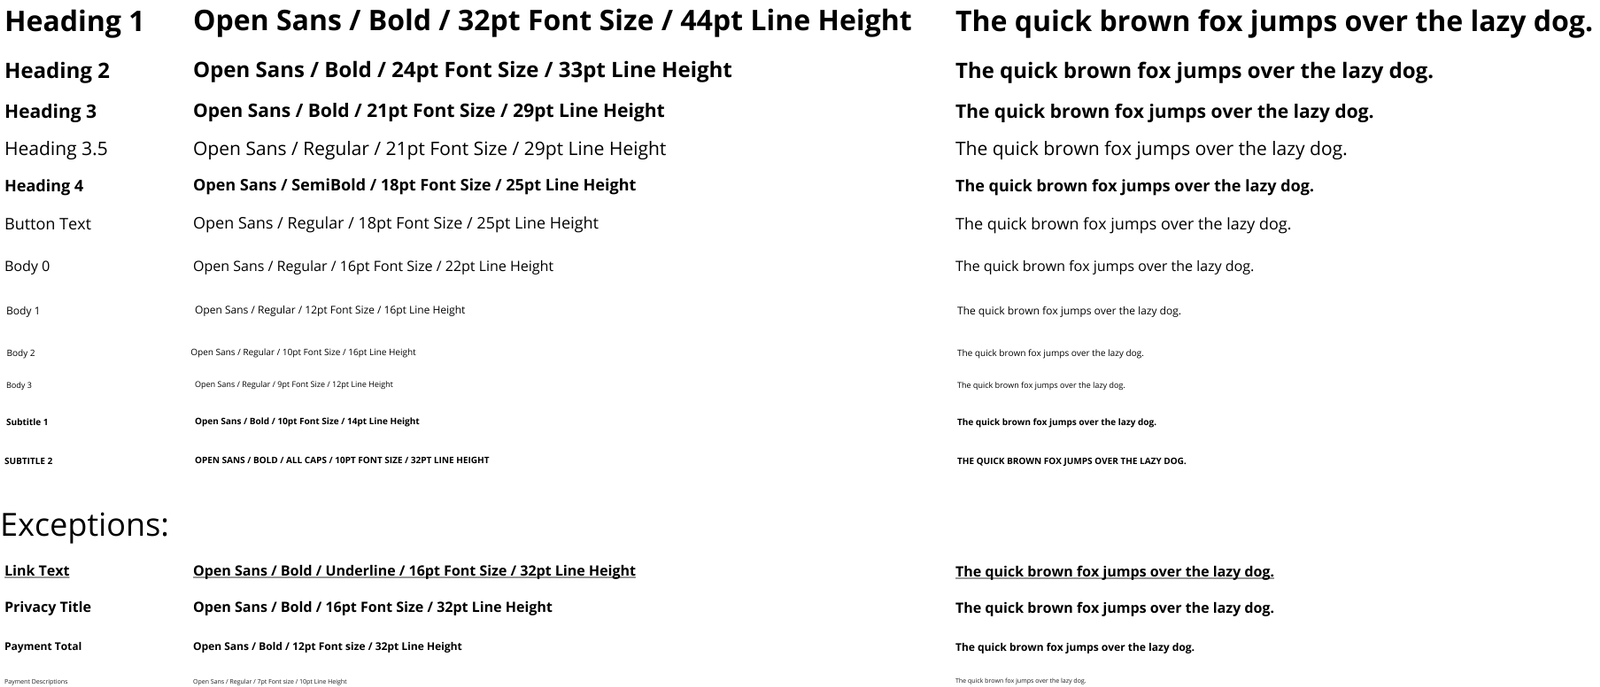 Heading 1 Open Sans / Bold / 32pt Font Size / 44pt Line Height The quick brown fox jumps over the lazy dog.
Heading 2 Open Sans / Bold / 24pt Font Size / 33pt Line Height The quick brown fox jumps over the lazy dog.
Heading 3 Open Sans / Bold / 21pt Font Size / 29pt Line Height The quick brown fox jumps over the lazy dog.
Heading 3.5 Open Sans / Regular / 21pt Font Size / 29pt Line Height The quick brown fox jumps over the lazy dog.
Heading 4 Open Sans / SemiBold / 18pt Font Size / 25pt Line Height The quick brown fox jumps over the lazy dog.
Button Text Open Sans / Regular / 18pt Font Size / 25pt Line Height The quick brown fox jumps over the lazy dog.
Body 0 Open Sans / Regular / 16pt Font Size / 22pt Line Height The quick brown fox jumps over the lazy dog.
Body 1 Open Sans / Regular / 12pt Font Size / 16pt Line Height The quick brown fox jumps over the lazy dog.
Body 2 Open Sans / Regular / 10pt Font Size / 16pt Line Height The quick brown fox jumps over the lazy dog.
Body 3 Open Sans / Regular / 9pt Font Size / 12pt Line Height The quick brown fox jumps over the lazy dog.
Subtitle 1 Open Sans / Bold / 10pt Font Size / 14pt Line Height The quick brown fox jumps over the lazy dog.
SUBTITLE 2 OPEN SANS / BOLD / ALL CAPS / 10PT FONT SIZE / 32PT LINE HEIGHT THE QUICK BROWN FOX JUMPS OVER THE LAZY DOG.
Exceptions:
Link Text Open Sans / Bold / Underline / 16pt Font Size / 32pt Line Height The quick brown fox jumps over the lazy dog.
Privacy Title Open Sans / Bold / 16pt Font Size / 32pt Line Height The quick brown fox jumps over the lazy dog.
Payment Total Open Sans / Bold / 12pt Font size / 32pt Line Height The quick brown fox jumps over the lazy dog.
Payment Descriptions Open Sans / Regular / 7pt Font size / 10pt Line Height The quick brown fox jumps over the lazy dog.